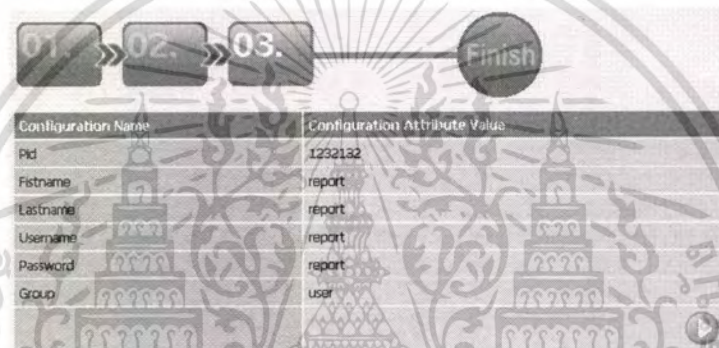 01. 02. 03. Finish
Configuration Name Configuration Attribute Value
Pid 1232132
Fistname report
Lastname report
Username report
Password report
Group user